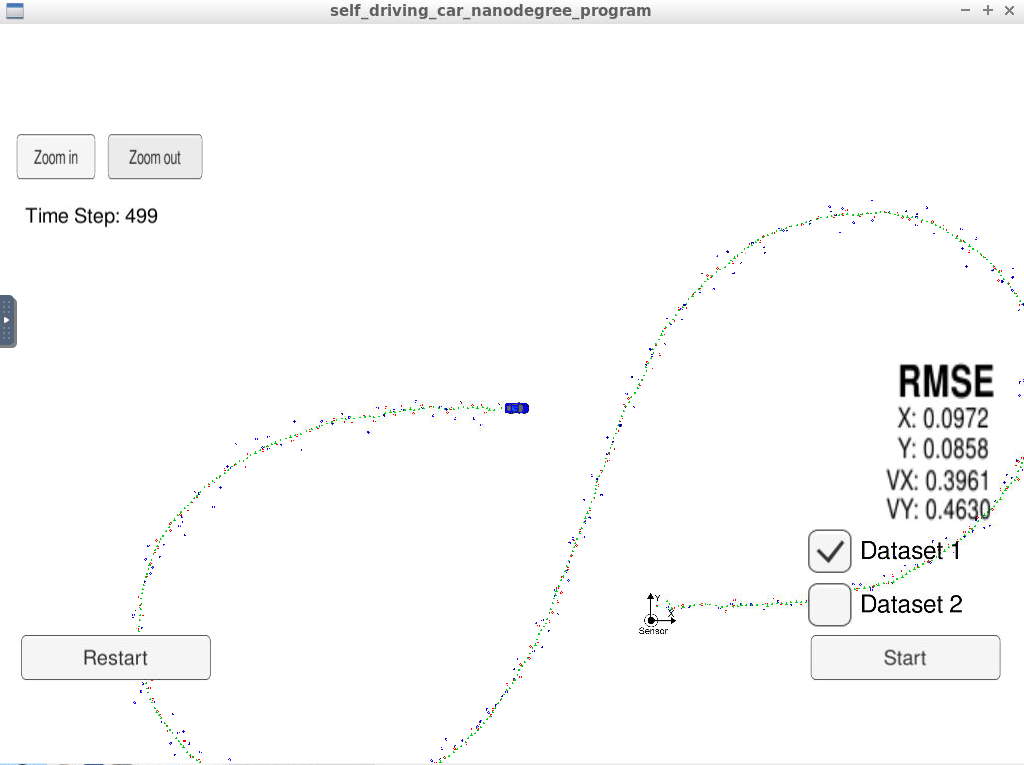 self_driving_car_nanodegree_program
Zoom in
Zoom out
Time Step: 499
RMSE
X: 0.0972
Y: 0.0858
VX: 0.3961
VY: 0.4630
Dataset 1
Dataset 2
Y
X
Sensor
Restart
Start